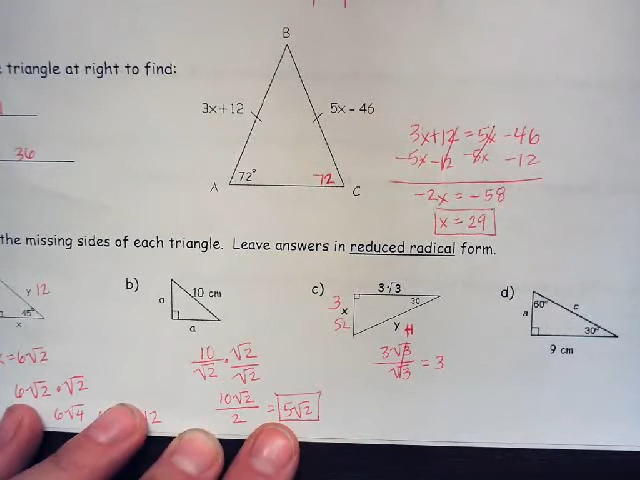 B
e triangle at right to find:
3x+12
5x - 46
3x+12 = 5x -46
-5x -12 -5x -12
36
72°
72
A
C
-2x = -58
x = 29
the missing sides of each triangle. Leave answers in reduced radical form.
y 12
45°
x
b)
a
10 cm
a
c)
3√3
3
x
30
y H
d)
60°
a
c
30°
9 cm
x = 6√2
6√2 • √2
6√4
12
10/√2 • √2/√2
10√2/2 = 5√2
3√3/√3 = 3